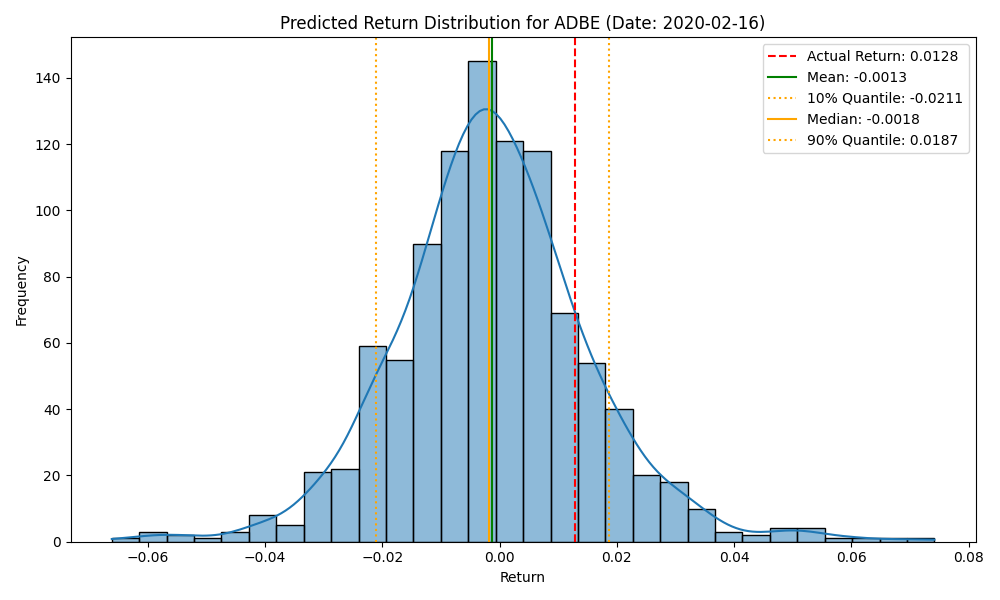 Predicted Return Distribution for ADBE (Date: 2020-02-16)
Actual Return: 0.0128
Mean: -0.0013
10% Quantile: -0.0211
Median: -0.0018
90% Quantile: 0.0187
Frequency
140
120
100
80
60
40
20
0
−0.06 −0.04 −0.02 0.00 0.02 0.04 0.06 0.08
Return